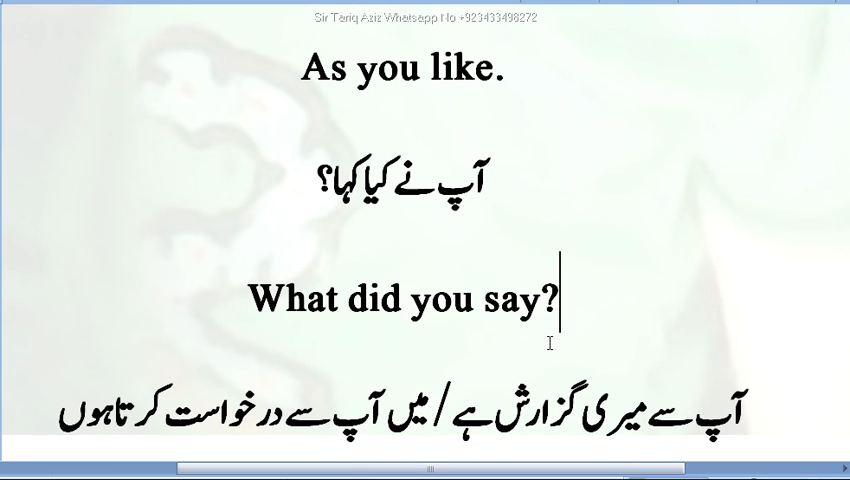 Sir Tariq Aziz Whatsapp No +923433498272
As you like.
آپ نے کیا کہا؟
What did you say?
آپ سے میری گزارش ہے / میں آپ سے درخواست کرتا ہوں